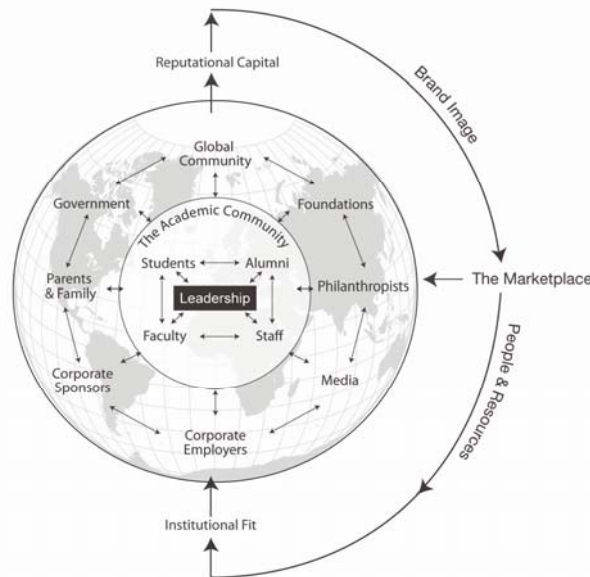 Reputational Capital
Brand Image
Global
Community
Government
Foundations
The Academic Community
Students
Alumni
Parents
& Family
Leadership
Philanthropists
The Marketplace
Faculty
Staff
Corporate
Sponsors
Media
People & Resources
Corporate
Employers
Institutional Fit